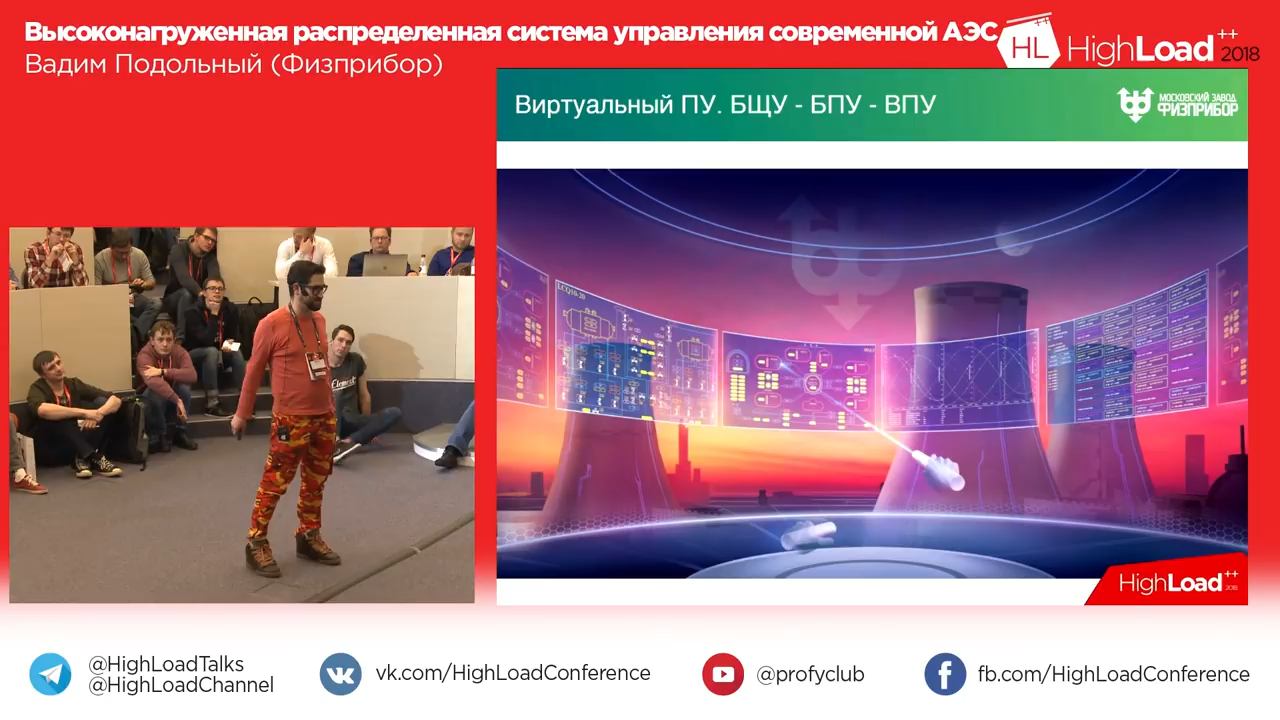 Высоконагруженная распределенная система управления современной АЭС
Вадим Подольный (Физприбор)
HL HighLoad++ 2018
Виртуальный ПУ. БЩУ - БПУ - ВПУ
МОСКОВСКИЙ ЗАВОД
ФИЗПРИБОР
HighLoad++
@HighLoadTalks
@HighLoadChannel
vk.com/HighLoadConference
@profyclub
fb.com/HighLoadConference